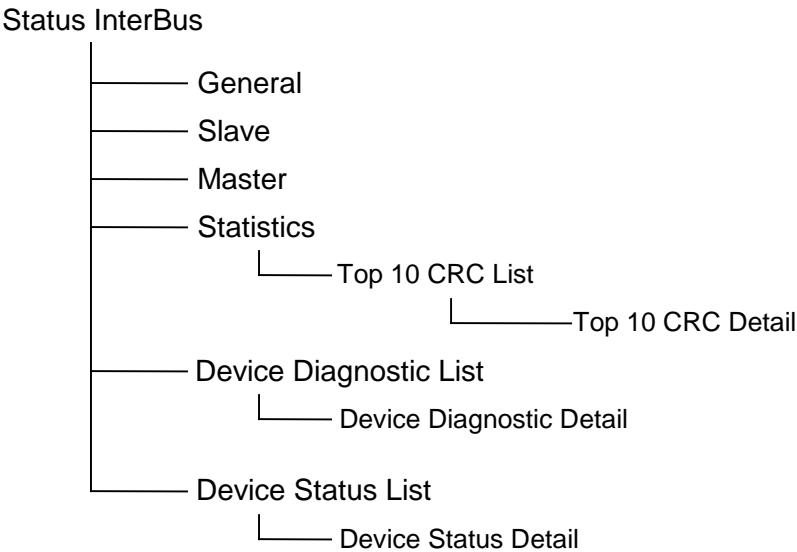 Status InterBus
General
Slave
Master
Statistics
Top 10 CRC List
Top 10 CRC Detail
Device Diagnostic List
Device Diagnostic Detail
Device Status List
Device Status Detail